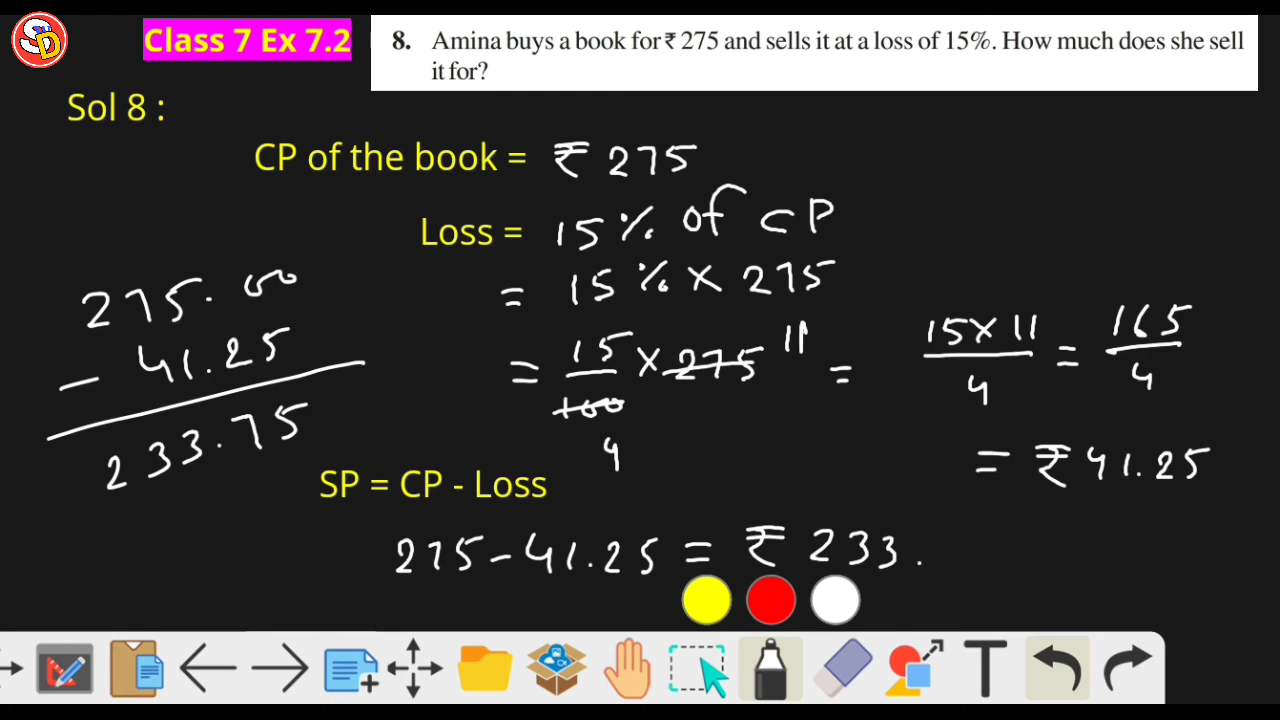 SD
Class 7 Ex 7.2
8. Amina buys a book for ₹ 275 and sells it at a loss of 15%. How much does she sell
it for?
Sol 8 :
CP of the book = ₹ 275
Loss = 15% of CP
= 15% × 275
= 15/100 × 275 11 = 15×11/4 = 165/4
4
= ₹ 41.25
275.00
− 41.25
233.75
SP = CP - Loss
275 − 41.25 = ₹ 233.
T